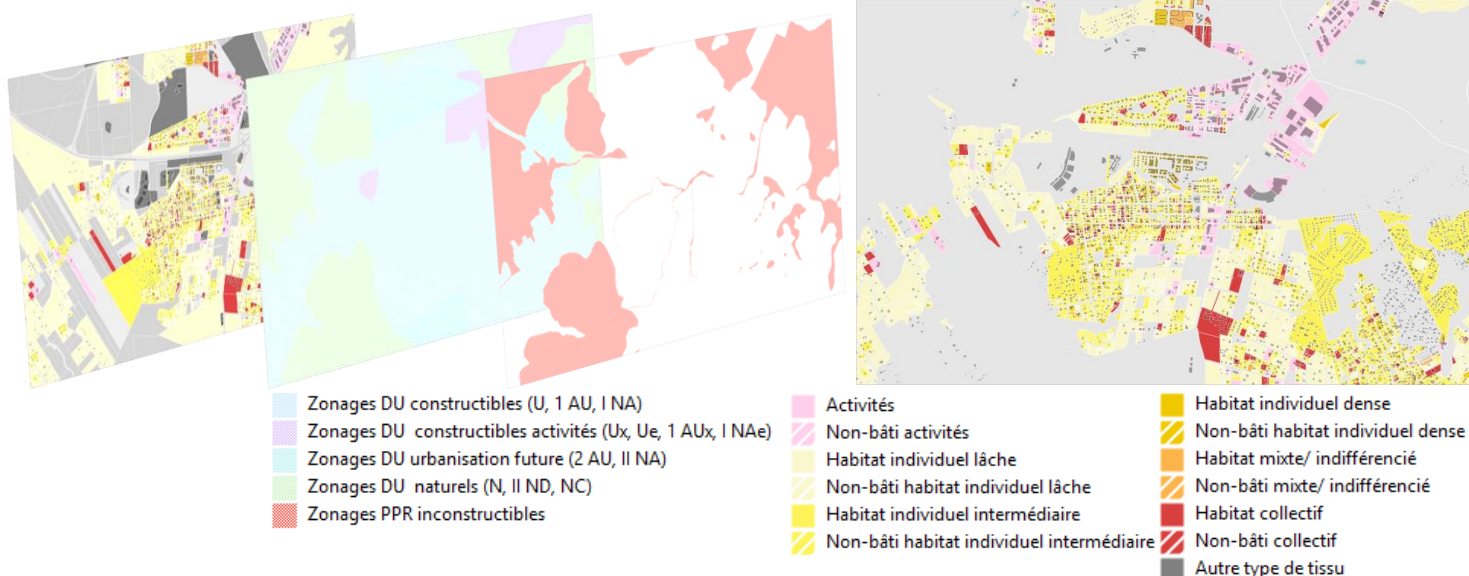 Zonages DU constructibles (U, 1 AU, I NA)
Zonages DU  constructibles activités (Ux, Ue, 1 AUx, I NAe)
Zonages DU urbanisation future (2 AU, II NA)
Zonages DU  naturels (N, II ND, NC)
Zonages PPR inconstructibles
Activités
Non-bâti activités
Habitat individuel lâche
Non-bâti habitat individuel lâche
Habitat individuel intermédiaire
Non-bâti habitat individuel intermédiaire
Habitat individuel dense
Non-bâti habitat individuel dense
Habitat mixte/ indifférencié
Non-bâti mixte/ indifférencié
Habitat collectif
Non-bâti collectif
Autre type de tissu